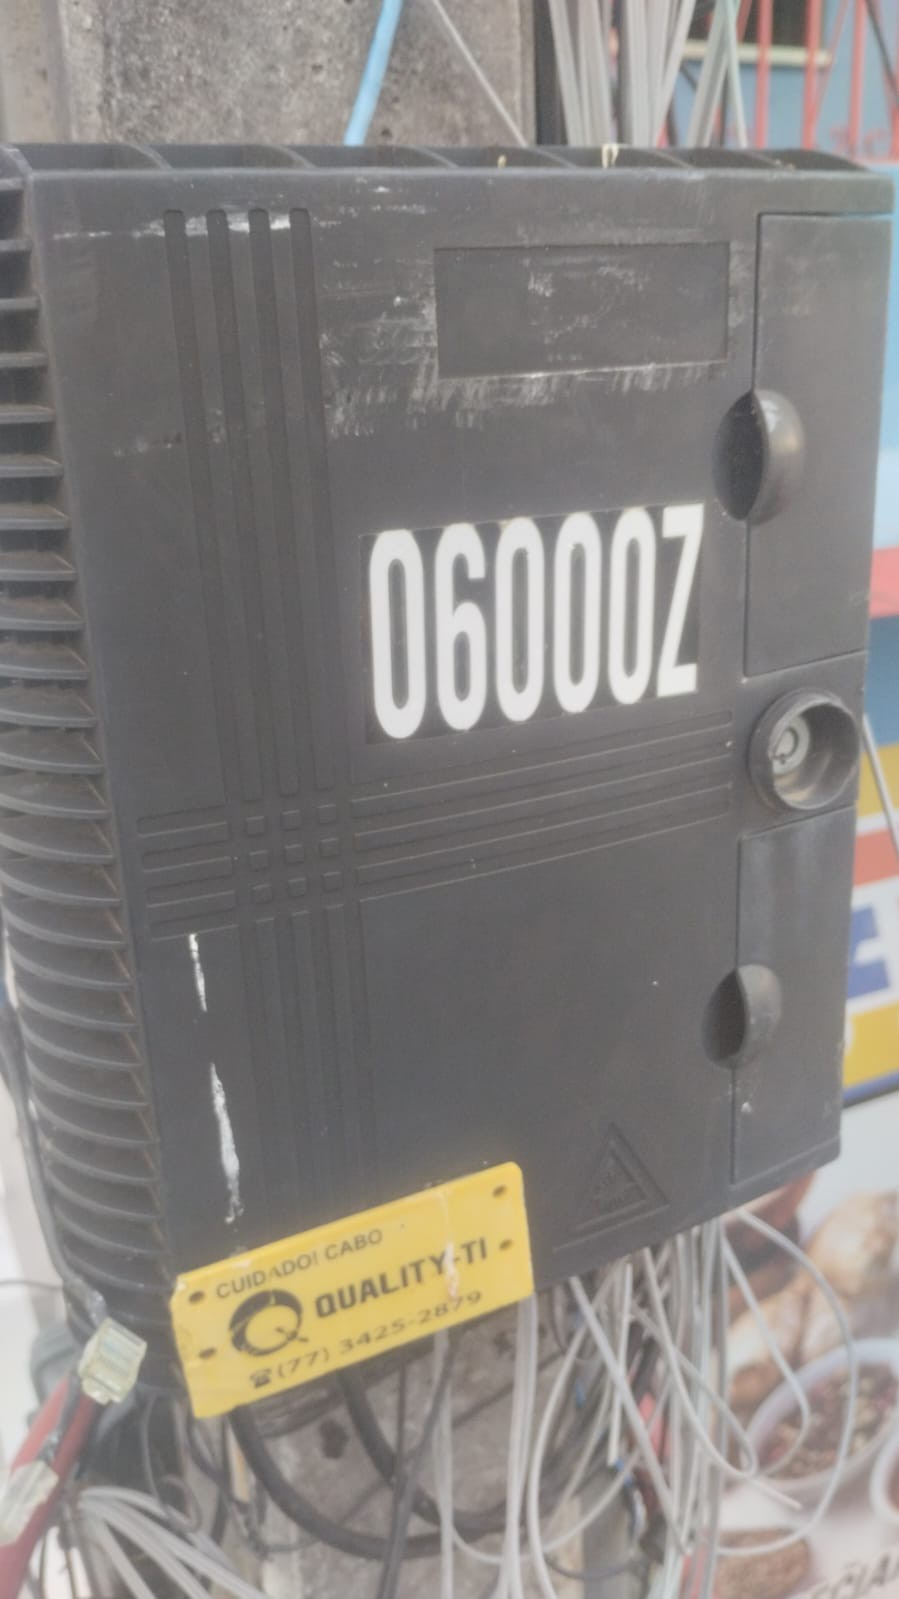 06000Z
CUIDADO! CABO
QUALITY-TI
(77) 3425-2879